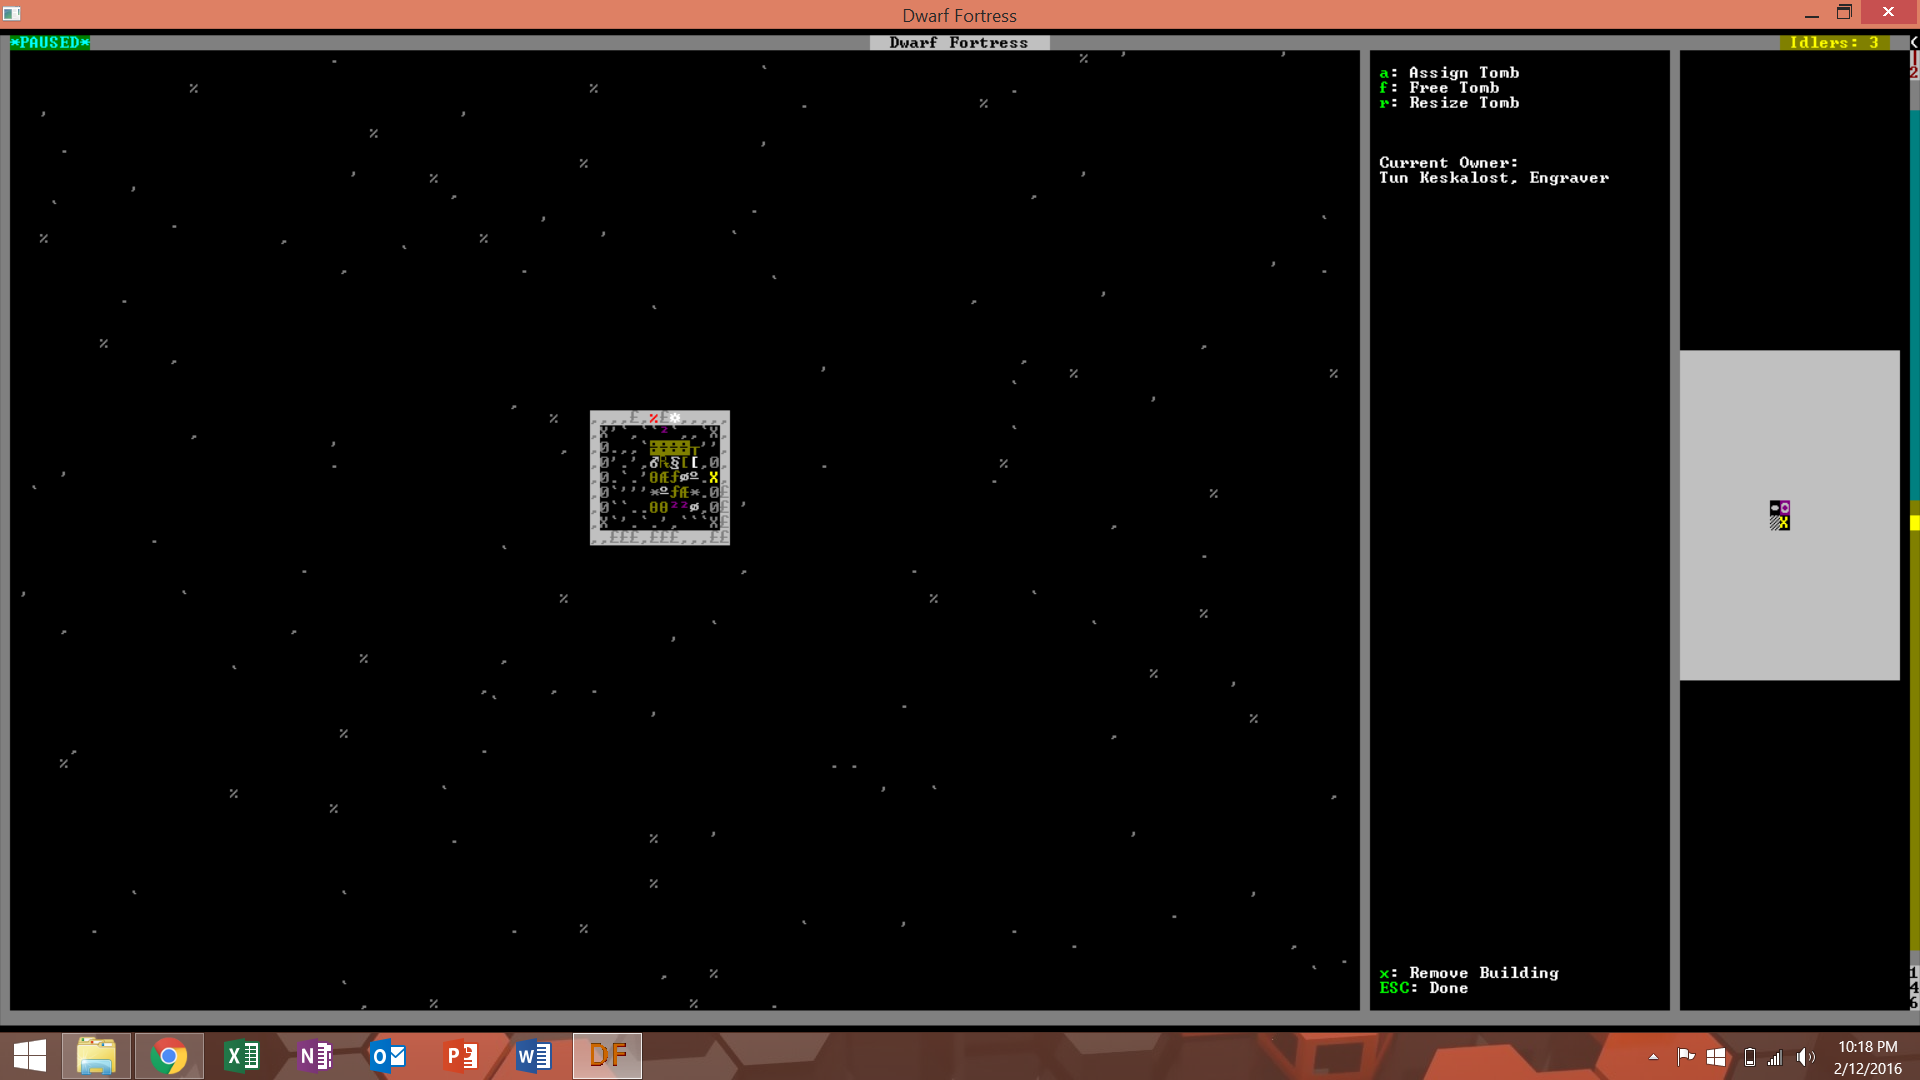 Dwarf Fortress
*PAUSED*
Dwarf Fortress
Idlers: 3
a: Assign Tomb
f: Free Tomb
r: Resize Tomb
Current Owner:
Tun Keskalost, Engraver
x: Remove Building
ESC: Done
DF
10:18 PM
2/12/2016